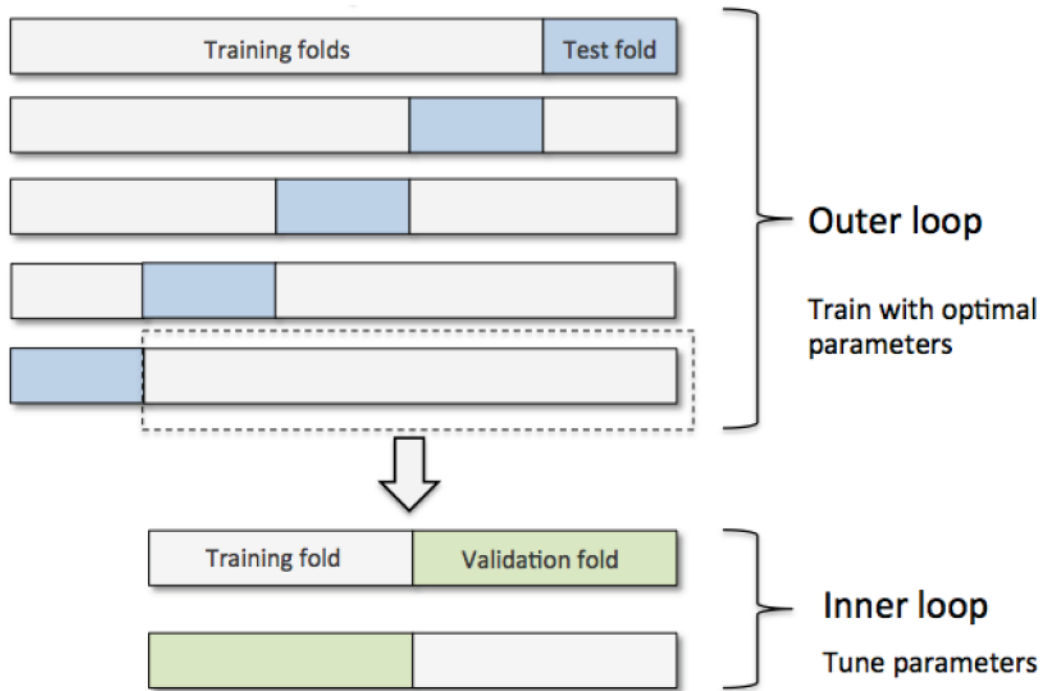 Training folds
Test fold
Outer loop
Train with optimal
parameters
Training fold
Validation fold
Inner loop
Tune parameters